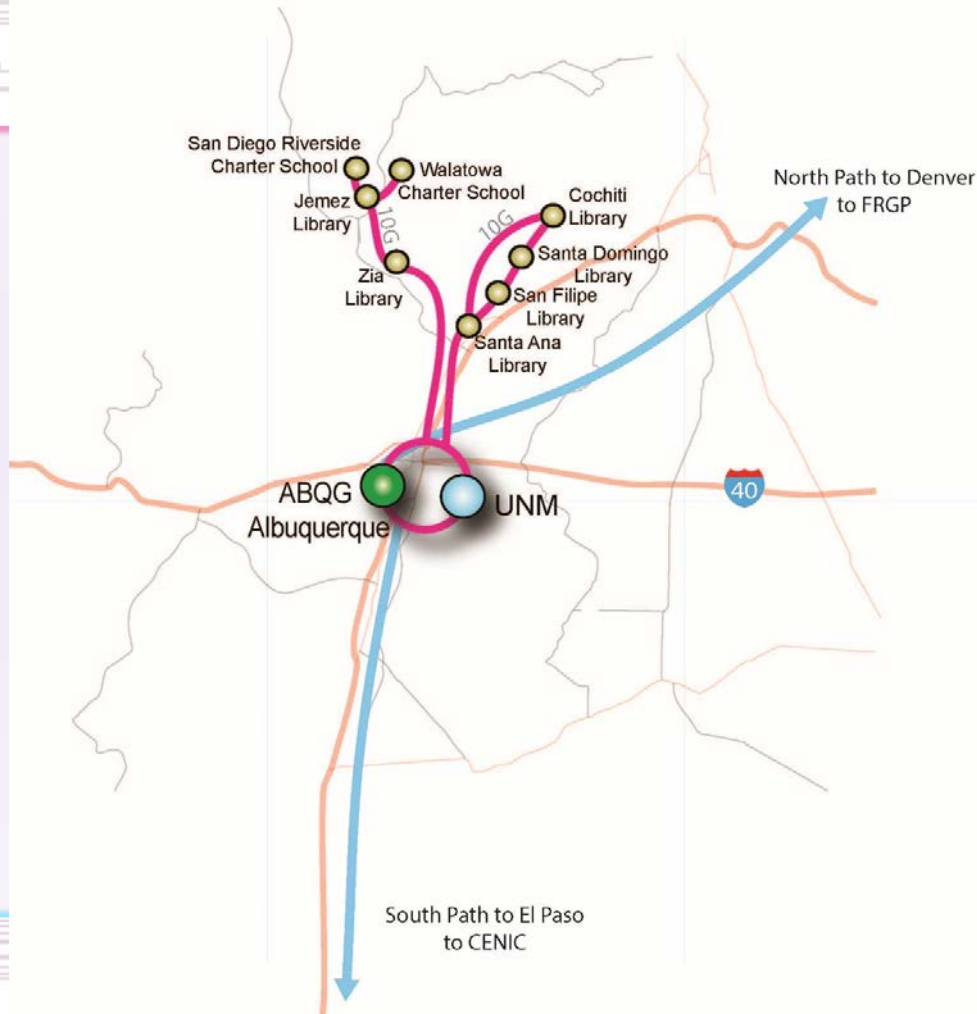 San Diego Riverside
Charter School
Walatowa
Charter School
Jemez
Library
10G
Zia
Library
10G
Cochiti
Library
Santa Domingo
Library
San Filipe
Library
Santa Ana
Library
North Path to Denver
to FRGP
ABQG
Albuquerque
UNM
40
South Path to El Paso
to CENIC